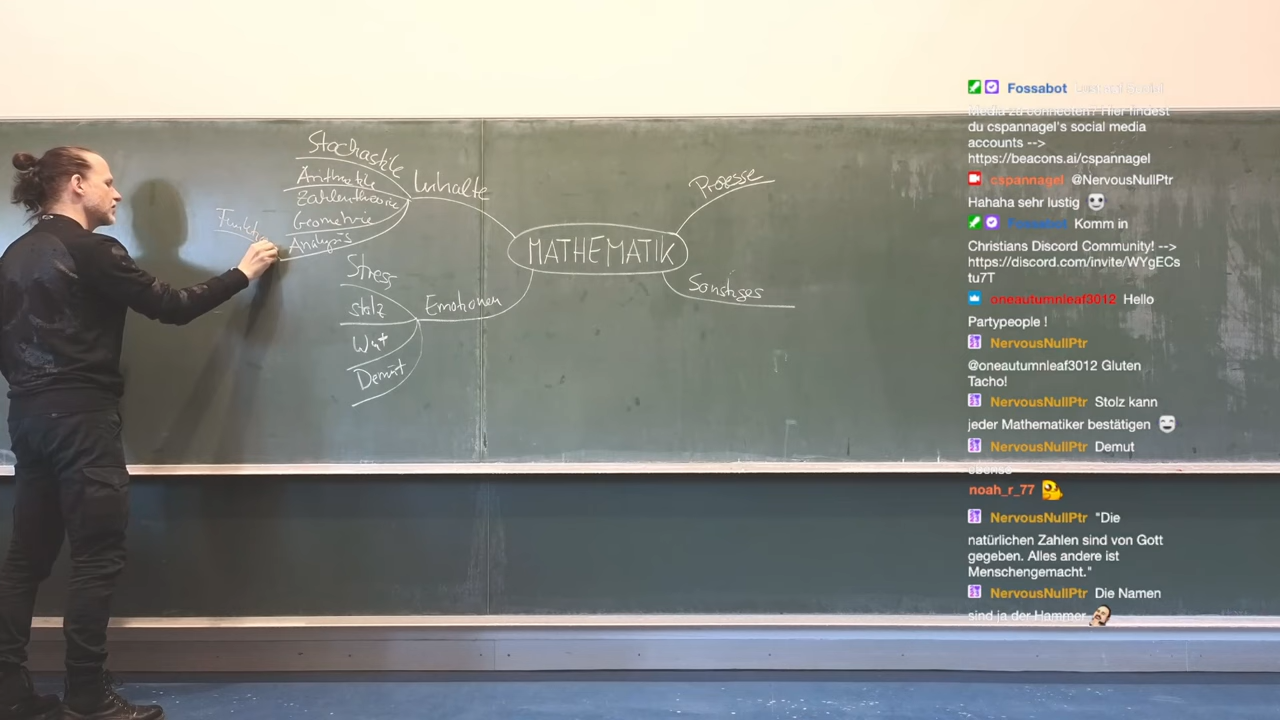 Stochastik
Arithmetik
Zahlentheorie
Geometrie
Analysis
Inhalte
Stress
Stolz
Wut
Demut
Emotionen
MATHEMATIK
Prozesse
Sonstiges
Fossabot
Media zu connecten? Hier findest
du cspannagel's social media
accounts -->
https://beacons.ai/cspannagel
cspannagel @NervousNullPtr
Hahaha sehr lustig
Fossabot Komm in
Christians Discord Community! -->
https://discord.com/invite/WYgECs
tu7T
oneautumnleaf3012 Hello
Partypeople !
NervousNullPtr
@oneautumnleaf3012 Gluten
Tacho!
NervousNullPtr Stolz kann
jeder Mathematiker bestätigen
NervousNullPtr Demut
ebenso
noah_r_77
NervousNullPtr "Die
natürlichen Zahlen sind von Gott
gegeben. Alles andere ist
Menschengemacht."
NervousNullPtr Die Namen
sind ja der Hammer